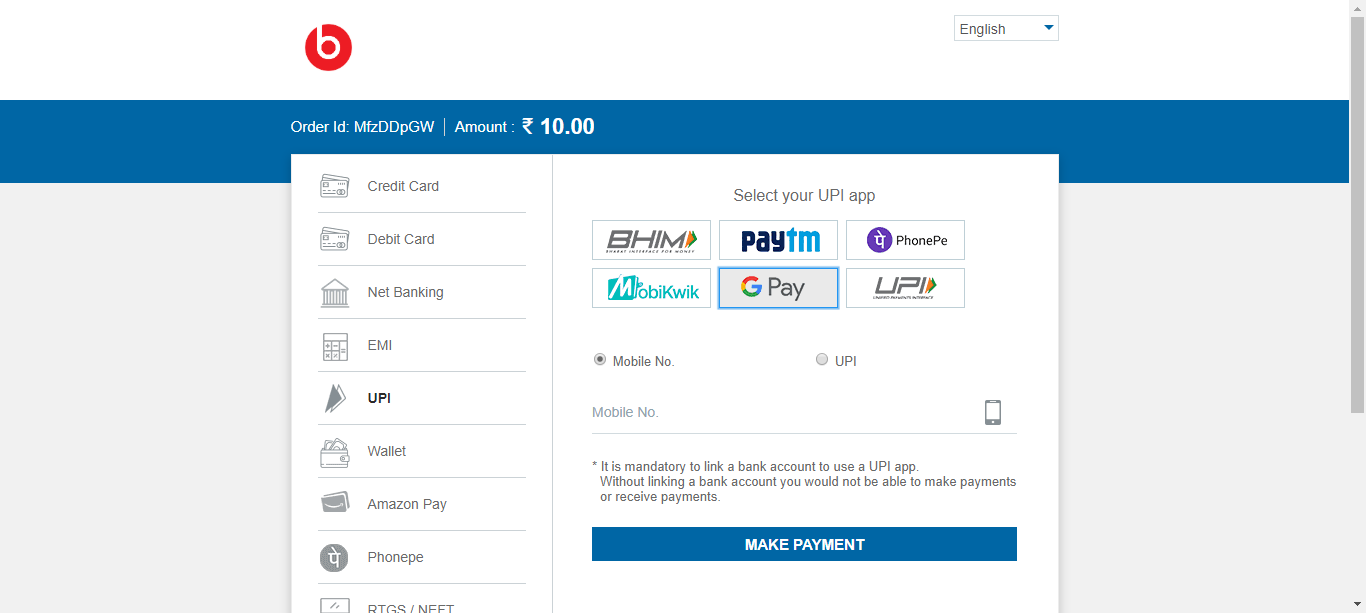 b
English
Order Id: MfzDDpGW
Amount : ₹ 10.00
Credit Card
Debit Card
Net Banking
EMI
UPI
Wallet
Amazon Pay
Phonepe
RTGS / NEFT
Select your UPI app
BHIM
BHARAT INTERFACE FOR MONEY
paytm
पे PhonePe
MobiKwik
G Pay
UPI
UNIFIED PAYMENTS INTERFACE
Mobile No.
UPI
Mobile No.
* It is mandatory to link a bank account to use a UPI app.
Without linking a bank account you would not be able to make payments
or receive payments.
MAKE PAYMENT